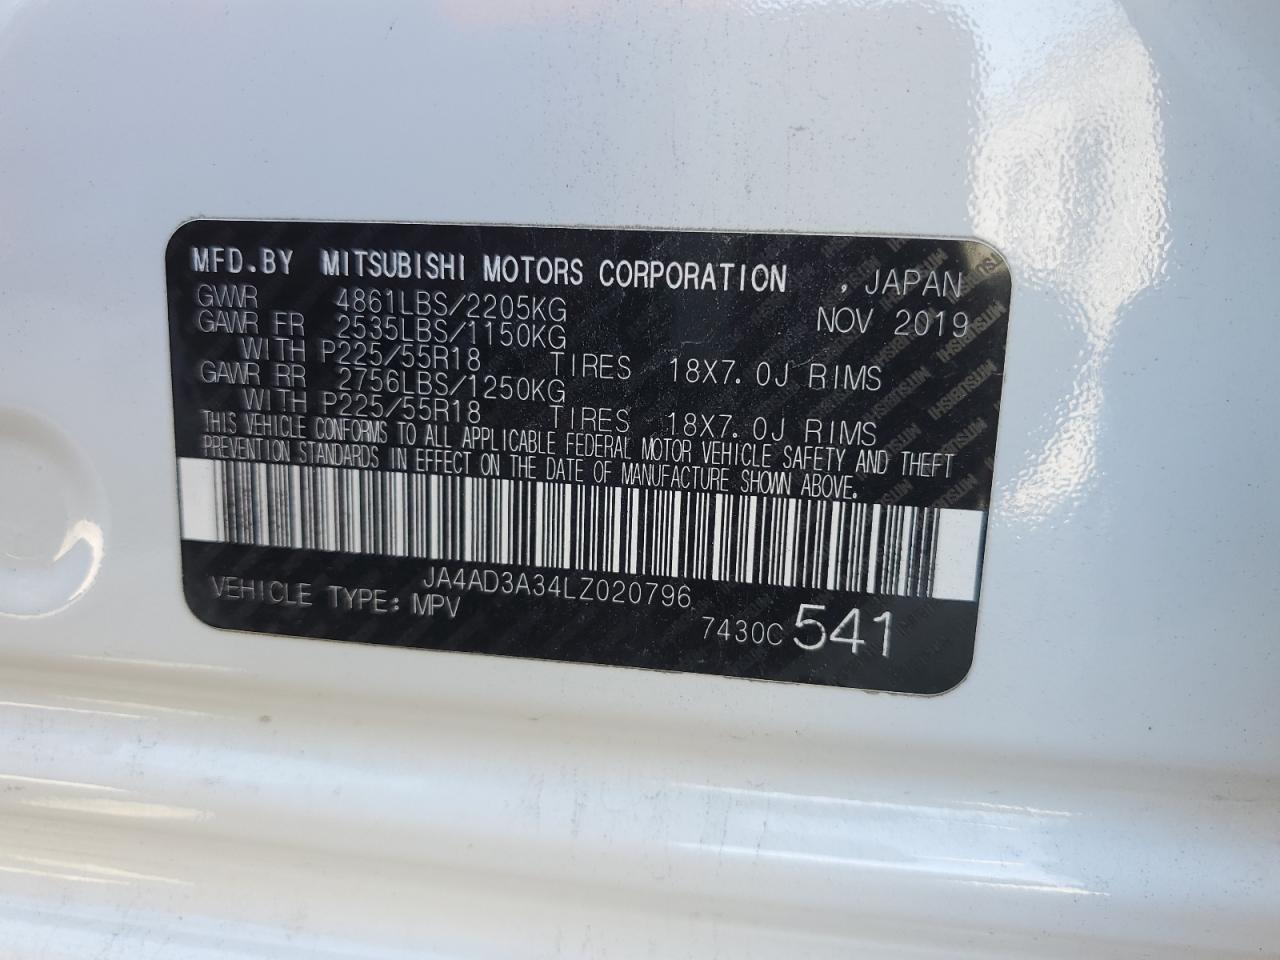 MFD.BY MITSUBISHI MOTORS CORPORATION , JAPAN
GVWR 4861LBS/2205KG NOV 2019
GAWR FR 2535LBS/1150KG
WITH P225/55R18 TIRES 18X7.0J RIMS
GAWR RR 2756LBS/1250KG
WITH P225/55R18 TIRES 18X7.0J RIMS
THIS VEHICLE CONFORMS TO ALL APPLICABLE FEDERAL MOTOR VEHICLE SAFETY AND THEFT
PREVENTION STANDARDS IN EFFECT ON THE DATE OF MANUFACTURE SHOWN ABOVE.
JA4AD3A34LZ020796
VEHICLE TYPE: MPV
7430C 541